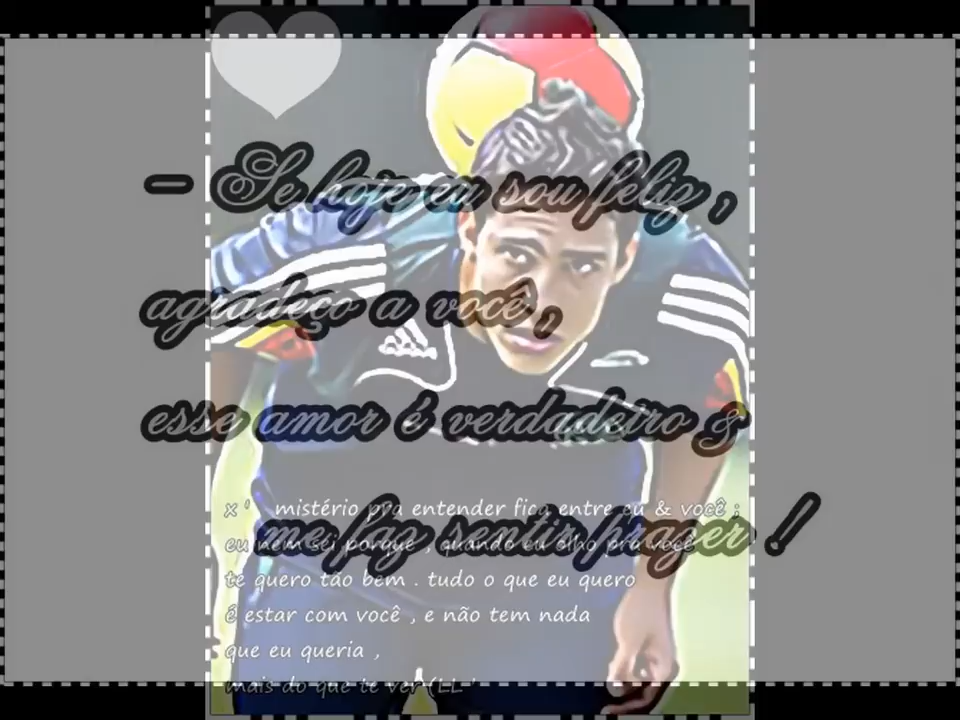 - Se hoje eu sou feliz ,
agradeço a você ,
esse amor é verdadeiro &
me faz sentir prazer !
x ' mistério pra entender fica entre eu & você ;
eu nem sei porque , quando eu olho pra você
te quero tão bem . tudo o que eu quero
é estar com você , e não tem nada
que eu queria ,
mais do que te ver (LL '